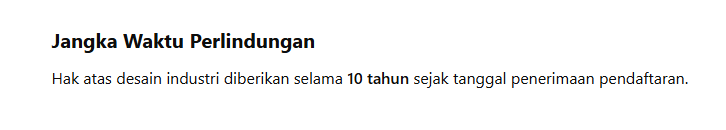 Jangka Waktu Perlindungan
Hak atas desain industri diberikan selama 10 tahun sejak tanggal penerimaan pendaftaran.